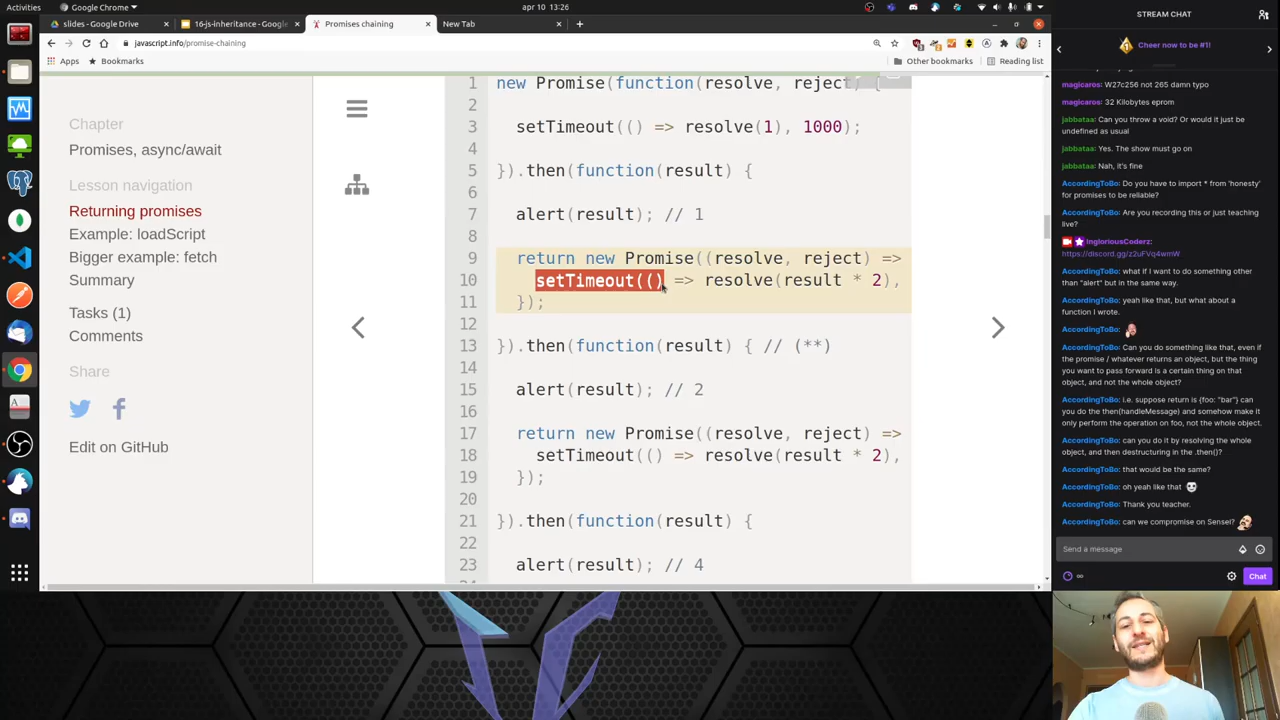 Activities
Google Chrome
Apr 10 13:26
slides - Google Drive
16-js-inheritance - Google
Promises chaining
New Tab
javascript.info/promise-chaining
Apps
Bookmarks
Other bookmarks
Reading list
Chapter
Promises, async/await
Lesson navigation
Returning promises
Example: loadScript
Bigger example: fetch
Summary
Tasks (1)
Comments
Share
Edit on GitHub
1 new Promise(function(resolve, reject) {
2
3 setTimeout(() => resolve(1), 1000);
4
5 }).then(function(result) {
6
7 alert(result); // 1
8
9 return new Promise((resolve, reject) =>
10 setTimeout(() => resolve(result * 2),
11 });
12
13 }).then(function(result) { // (**)
14
15 alert(result); // 2
16
17 return new Promise((resolve, reject) =>
18 setTimeout(() => resolve(result * 2),
19 });
20
21 }).then(function(result) {
22
23 alert(result); // 4
STREAM CHAT
Cheer now to be #1!
magicaros: W27c256 not 265 damn typo
magicaros: 32 Kilobytes eprom
jabbataa: Can you throw a void? Or would it just be
undefined as usual
jabbataa: Yes. The show must go on
jabbataa: Nah, it's fine
AccordingToBo: Do you have to import * from 'honesty'
for promises to be reliable?
AccordingToBo: Are you recording this or just teaching
live?
IngloriousCoderz:
https://discord.gg/z2uFVq4wmW
AccordingToBo: what if I want to do something other
than "alert" but in the same way.
AccordingToBo: yeah like that, but what about a
function I wrote.
AccordingToBo:
AccordingToBo: Can you do something like that, even if
the promise / whatever returns an object, but the thing
you want to pass forward is a certain thing on that
object, and not the whole object?
AccordingToBo: i.e. suppose return is {foo: "bar"} can
you do the then(handleMessage) and somehow make it
only perform the operation on foo, not the whole object.
AccordingToBo: can you do it by resolving the whole
object, and then destructuring in the .then()?
AccordingToBo: that would be the same?
AccordingToBo: oh yeah like that
AccordingToBo: Thank you teacher.
AccordingToBo: can we compromise on Sensei?
Send a message
Chat